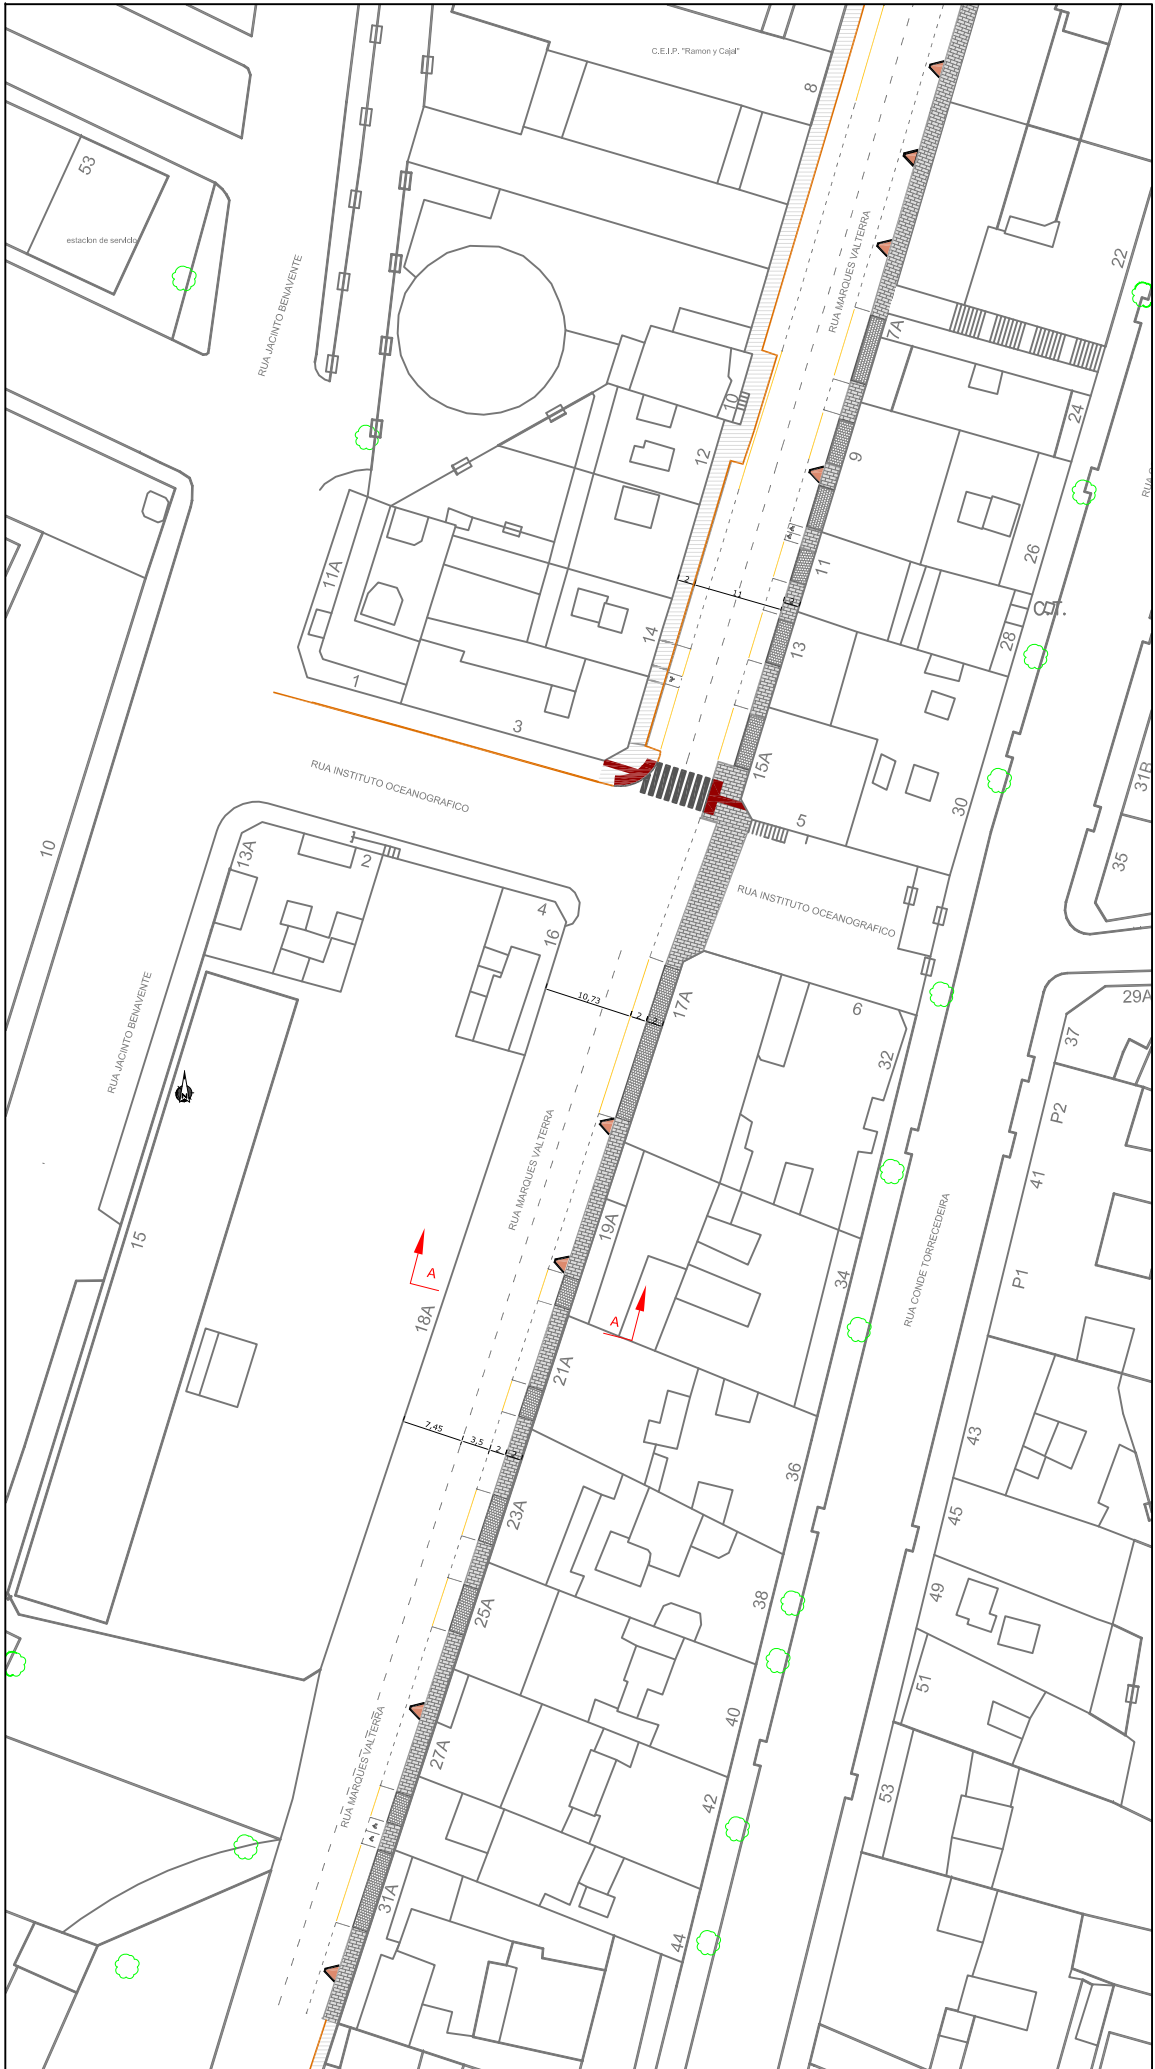 C.E.I.P. "Ramon y Cajal"
8
53
estacion de servicio
RUA JACINTO BENAVENTE
RUA MARQUES VALTERRA
22
7A
10
24
12
9
11A
11
26
C.T.
2
11
2
14
13
28
1
3
15A
31B
RUA INSTITUTO OCEANOGRAFICO
30
5
10
13A
2
35
4
RUA INSTITUTO OCEANOGRAFICO
16
10,73
2
2
17A
6
29A
37
32
RUA JACINTO BENAVENTE
N
P2
RUA MARQUES VALTERRA
41
19A
15
RUA CONDE TORRECEDEIRA
A
34
P1
18A
A
21A
7,45
3,5
2
2
43
36
23A
45
38
49
25A
51
40
RUA MARQUES VALTERRA
27A
42
53
31A
44